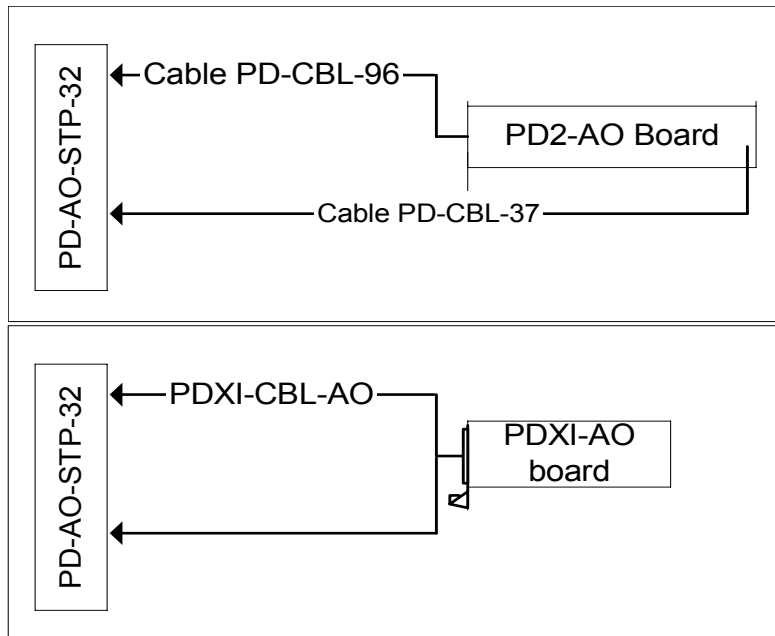 PD-AO-STP-32
Cable PD-CBL-96
PD2-AO Board
Cable PD-CBL-37
PD-AO-STP-32
PDXI-CBL-AO
PDXI-AO
board